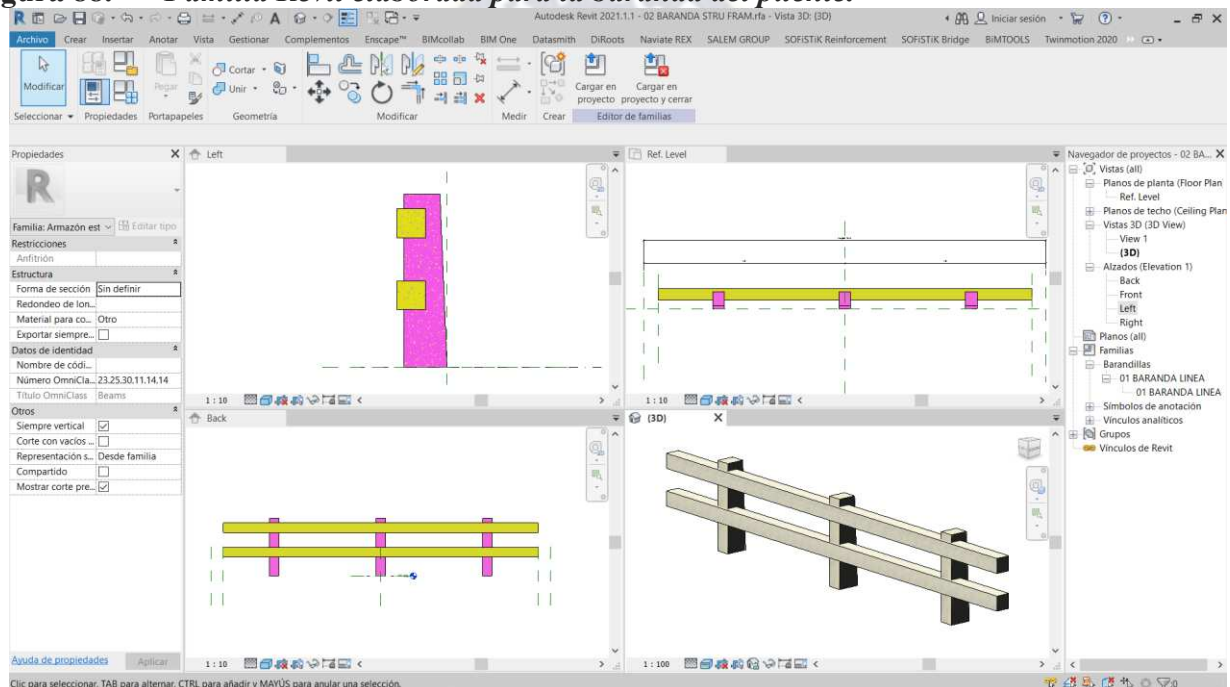 Familia Revit elaborada para la baranda del puente.
Autodesk Revit 2021.1.1 - 02 BARANDA STRU FRAM.rfa - Vista 3D: {3D}
Iniciar sesión
Archivo Crear Insertar Anotar Vista Gestionar Complementos Enscape™ BIMcollab BIM One Datasmith DiRoots Naviate REX SALEM GROUP SOFiSTiK Reinforcement SOFiSTiK Bridge BiMTOOLS Twinmotion 2020
Modificar
Pegar
Cortar
Unir
Cargar en proyecto
Cargar en proyecto y cerrar
Seleccionar Propiedades Portapapeles Geometría Modificar Medir Crear Editor de familias
Propiedades
R
Familia: Armazón est
Editar tipo
Restricciones
Anfitrión
Estructura
Forma de sección Sin definir
Redondeo de lon...
Material para co... Otro
Exportar siempre...
Datos de identidad
Nombre de códi...
Número OmniCla... 23.25.30.11.14.14
Título OmniClass Beams
Otros
Siempre vertical
Corte con vacíos ...
Representación s... Desde familia
Compartido
Mostrar corte pre...
Ayuda de propiedades
Aplicar
Left
1 : 10
Ref. Level
1 : 10
Back
1 : 10
{3D}
1 : 100
Navegador de proyectos - 02 BA...
Vistas (all)
Planos de planta (Floor Plan
Ref. Level
Planos de techo (Ceiling Plan
Vistas 3D (3D View)
View 1
{3D}
Alzados (Elevation 1)
Back
Front
Left
Right
Planos (all)
Familias
Barandillas
01 BARANDA LINEA
01 BARANDA LINEA
Símbolos de anotación
Vínculos analíticos
Grupos
Vínculos de Revit
Clic para seleccionar, TAB para alternar, CTRL para añadir y MAYÚS para anular una selección.
:0